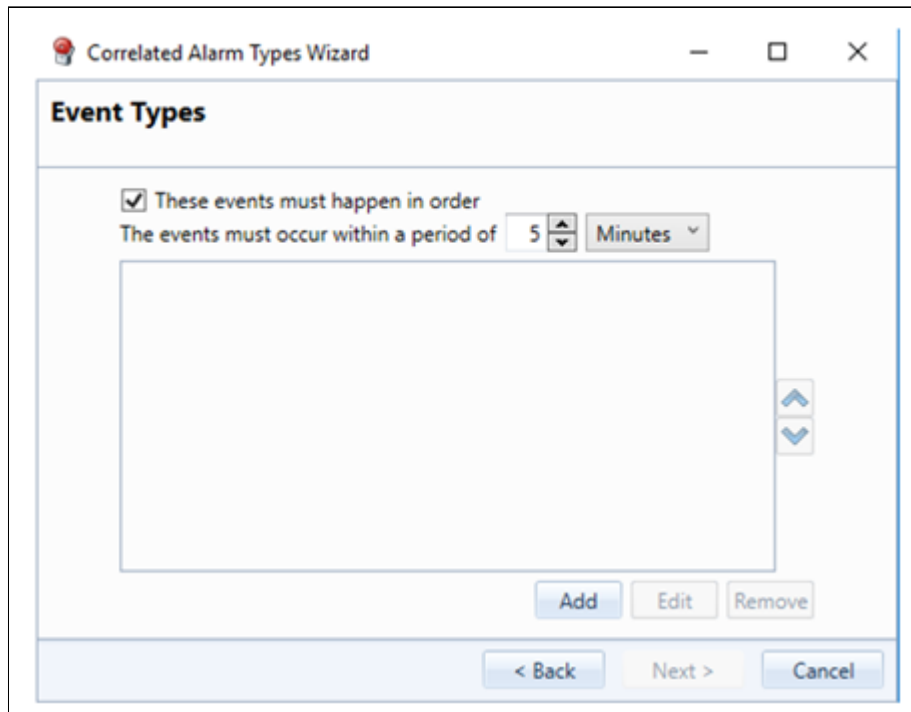 Correlated Alarm Types Wizard
Event Types
These events must happen in order
The events must occur within a period of 5 Minutes
Add Edit Remove
< Back Next > Cancel